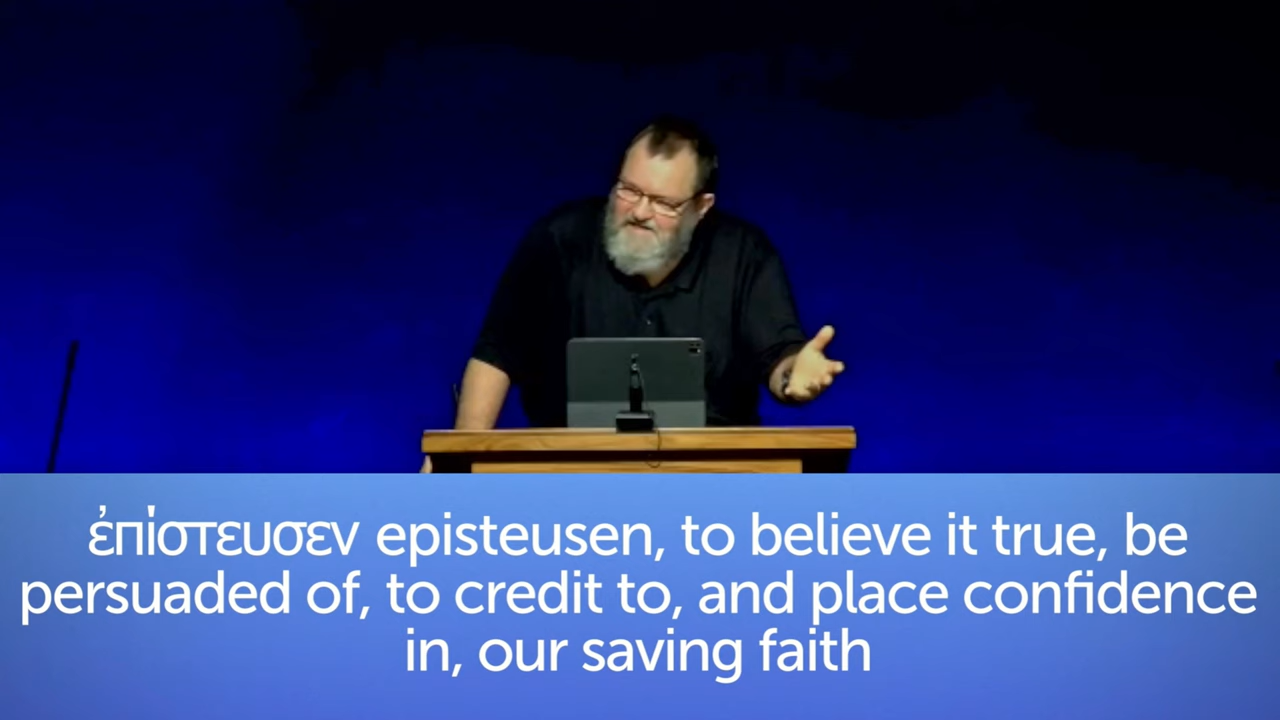 ἐπίστευσεν episteusen, to believe it true, be
persuaded of, to credit to, and place confidence
in, our saving faith